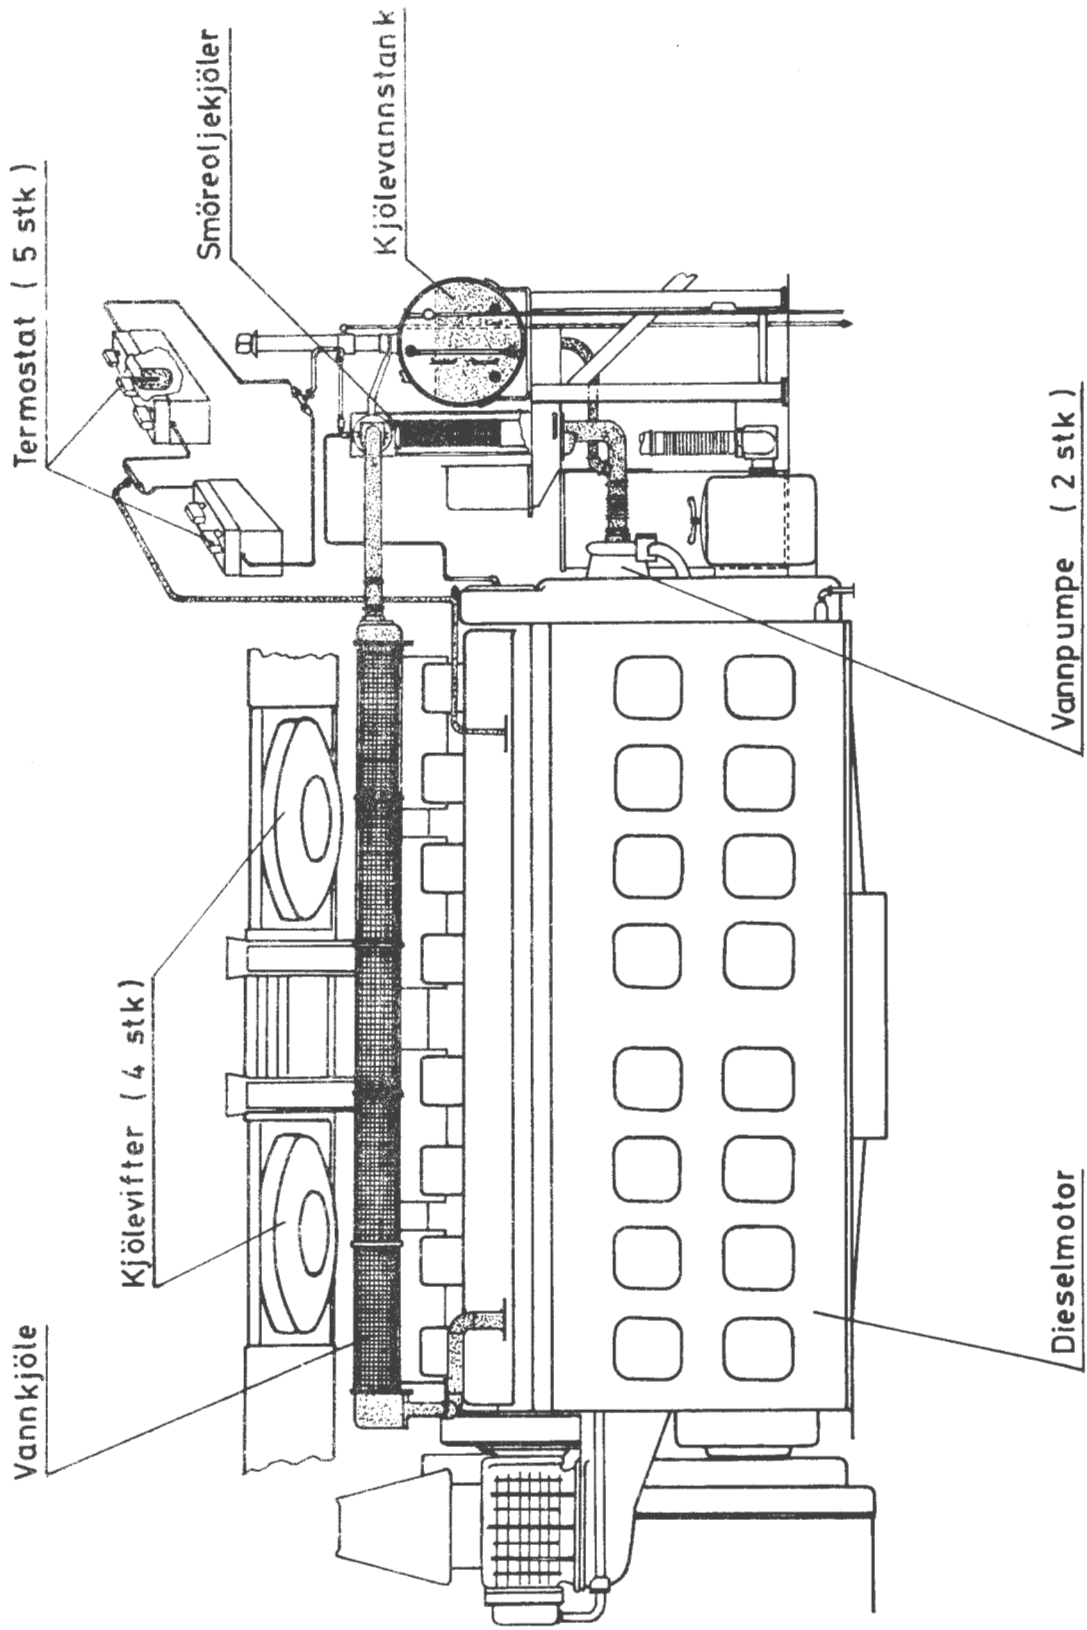 Vannkjöle
Kjölevifter ( 4 stk)
Termostat ( 5 stk )
Smöreoljekjöler
Kjölevannstank
Dieselmotor
Vannpumpe ( 2 stk )